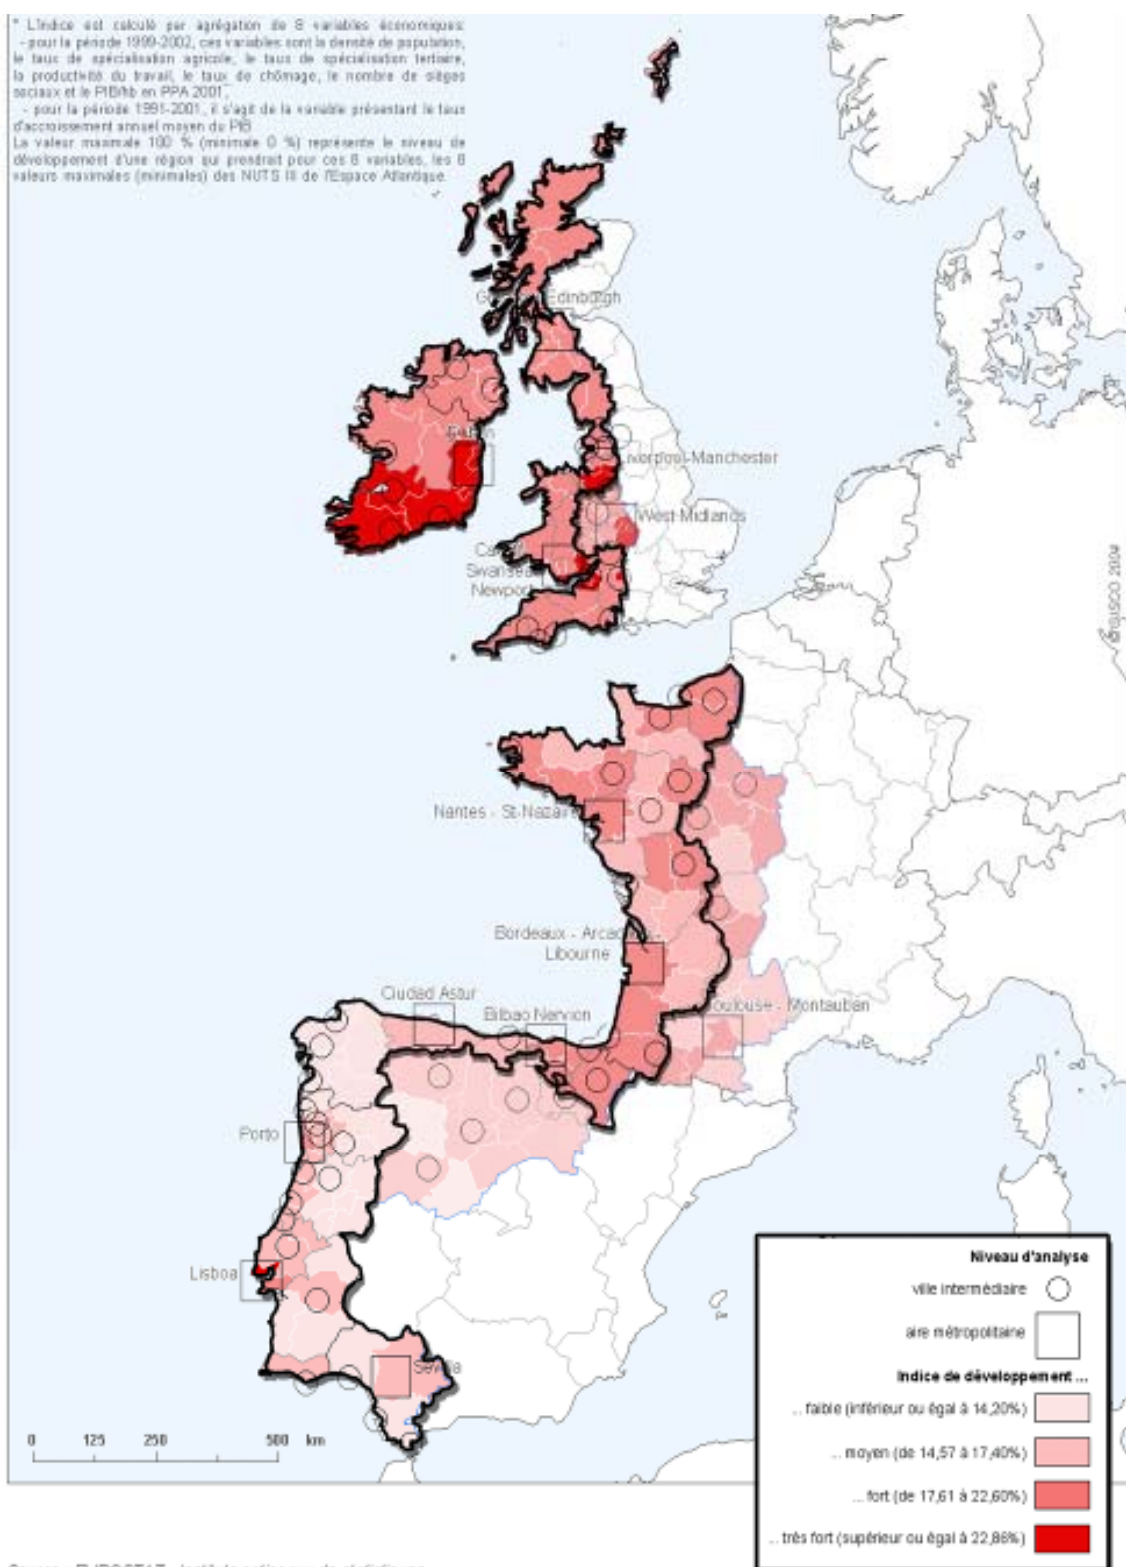 * L'Indice est calculé par agrégation de 8 variables économiques:
- pour la période 1999-2002, ces variables sont la densité de population,
le taux de spécialisation agricole, le taux de spécialisation tertiaire,
la productivité du travail, le taux de chômage, le nombre de sièges
sociaux et le PIB/hb en PPA 2001,
- pour la période 1991-2001, il s'agit de la variable présentant le taux
d'accroissement annuel moyen du PIB
La valeur maximale 100 % (minimale 0 %) représente le niveau de
développement d'une région qui prendrait pour ces 8 variables, les 8
valeurs maximales (minimales) des NUTS III de l'Espace Atlantique.
Edinburgh
Dublin
Liverpool-Manchester
West-Midlands
Swansea
Newport
GISCO 2004
Nantes - St-Nazaire
Bordeaux -
Libourne
Toulouse - Montauban
Ciudad Astur
Bilbao Nervion
Porto
Lisboa
Sevilla
0 125 250 500 km
Niveau d'analyse
ville intermédiaire
aire métropolitaine
Indice de développement ...
... faible (inférieur ou égal à 14,20%)
... moyen (de 14,57 à 17,40%)
... fort (de 17,61 à 22,60%)
... très fort (supérieur ou égal à 22,86%)